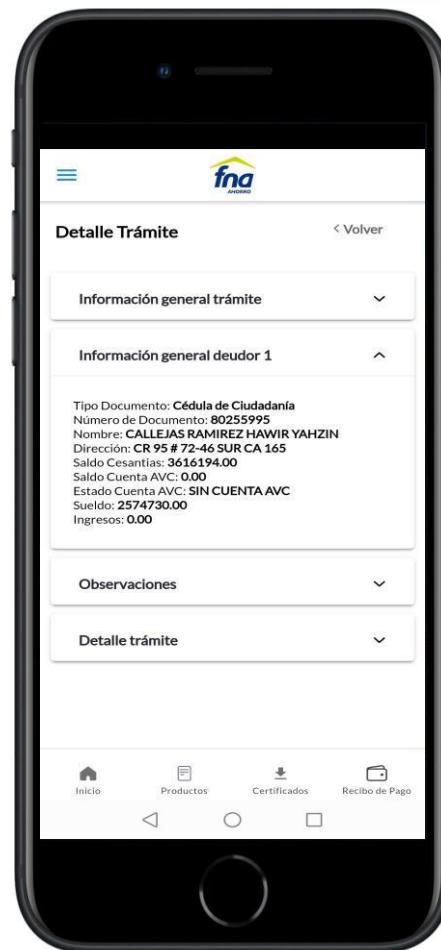 fna
AHORRO
Detalle Trámite
< Volver
Información general trámite
Información general deudor 1
Tipo Documento: Cédula de Ciudadanía
Número de Documento: 80255995
Nombre: CALLEJAS RAMIREZ HAWIR YAHZIN
Dirección: CR 95 # 72-46 SUR CA 165
Saldo Cesantias: 3616194.00
Saldo Cuenta AVC: 0.00
Estado Cuenta AVC: SIN CUENTA AVC
Sueldo: 2574730.00
Ingresos: 0.00
Observaciones
Detalle trámite
Inicio
Productos
Certificados
Recibo de Pago